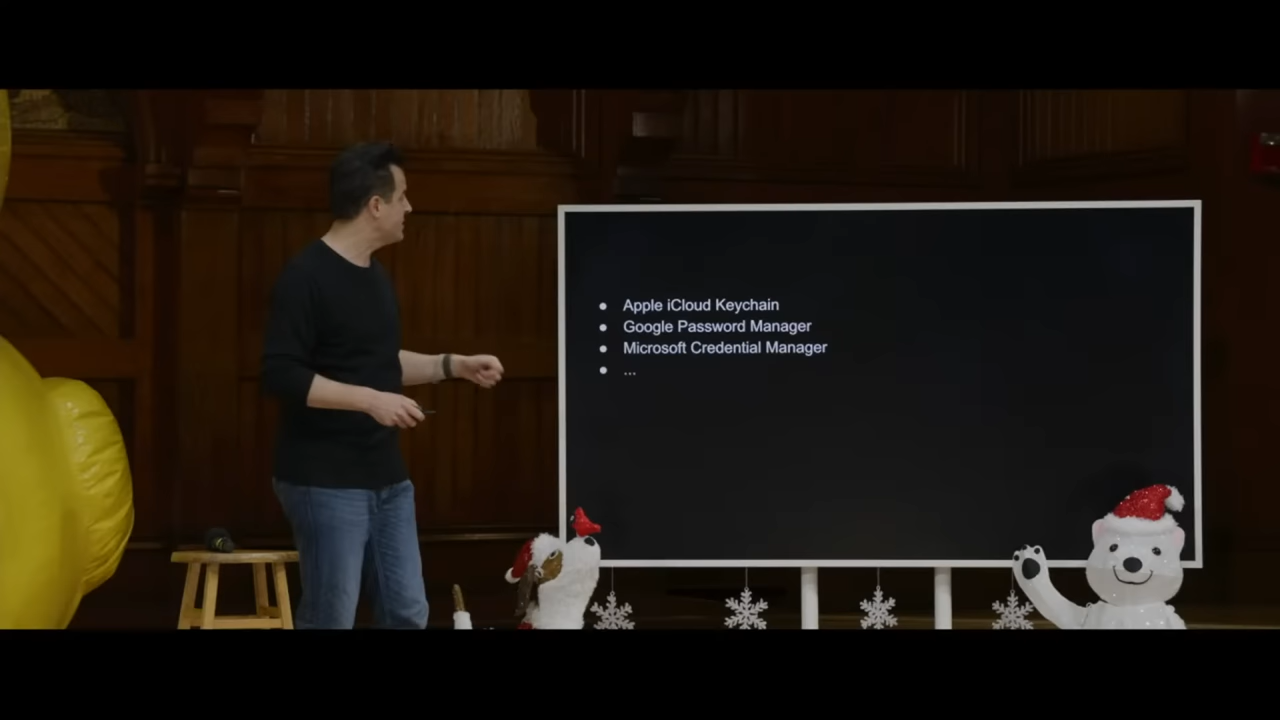 ● Apple iCloud Keychain
● Google Password Manager
● Microsoft Credential Manager
● ...